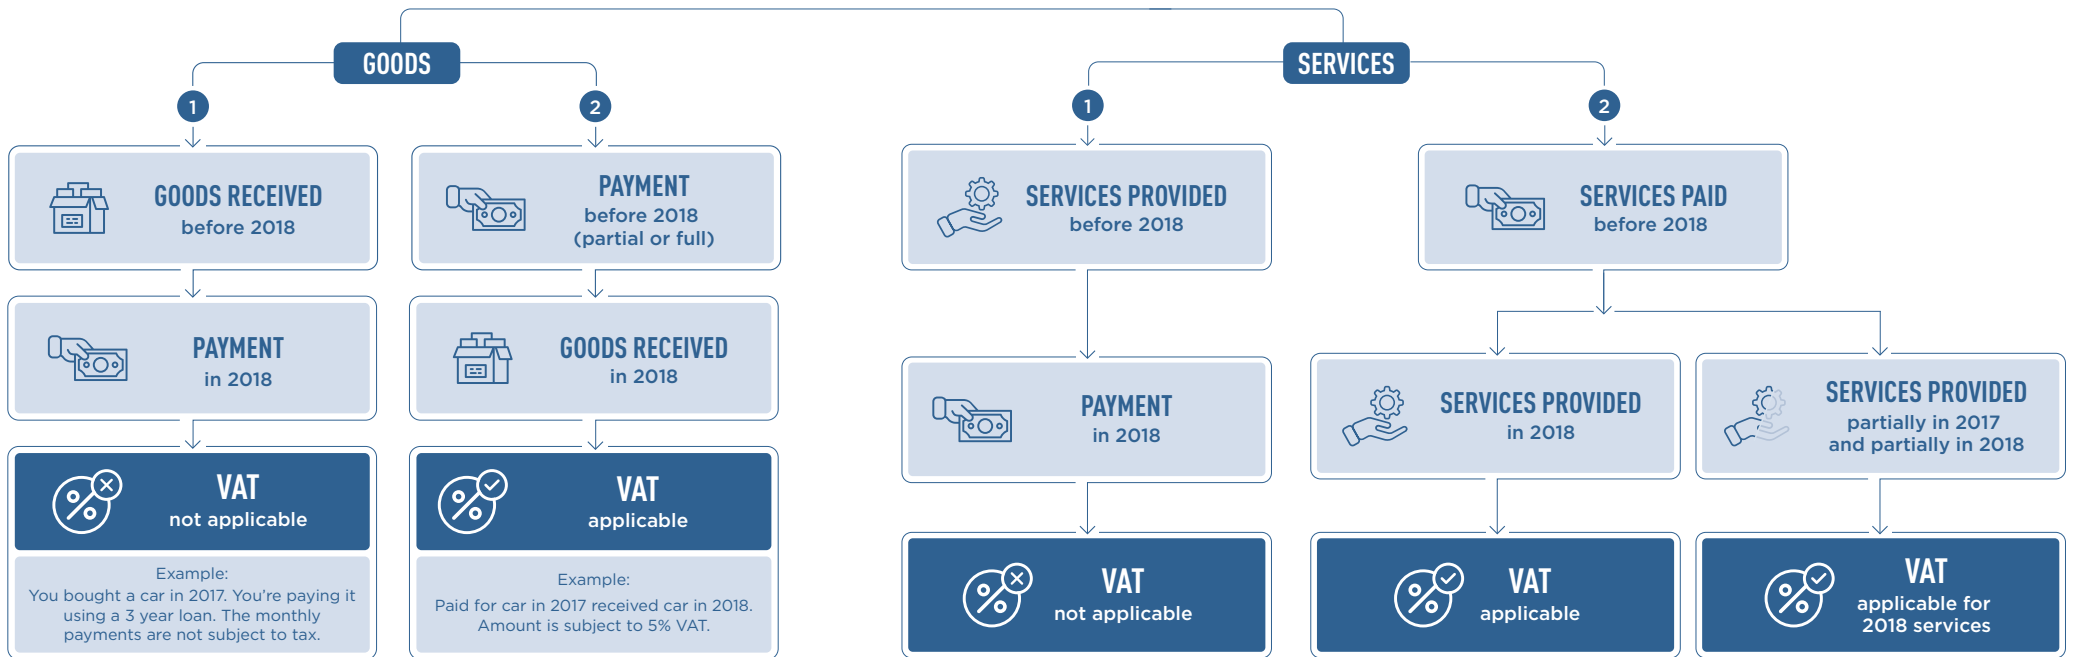 GOODS
1
GOODS RECEIVED
before 2018
PAYMENT
in 2018
VAT
not applicable
Example:
You bought a car in 2017. You're paying it
using a 3 year loan. The monthly
payments are not subject to tax.
2
PAYMENT
before 2018
(partial or full)
GOODS RECEIVED
in 2018
VAT
applicable
Example:
Paid for car in 2017 received car in 2018.
Amount is subject to 5% VAT.
SERVICES
1
SERVICES PROVIDED
before 2018
PAYMENT
in 2018
VAT
not applicable
2
SERVICES PAID
before 2018
SERVICES PROVIDED
in 2018
VAT
applicable
SERVICES PROVIDED
partially in 2017
and partially in 2018
VAT
applicable for
2018 services